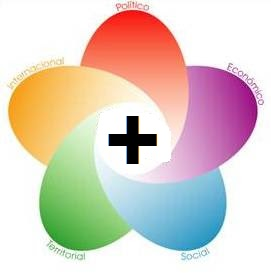 Político
Internacional
Económico
+
Territorial
Social